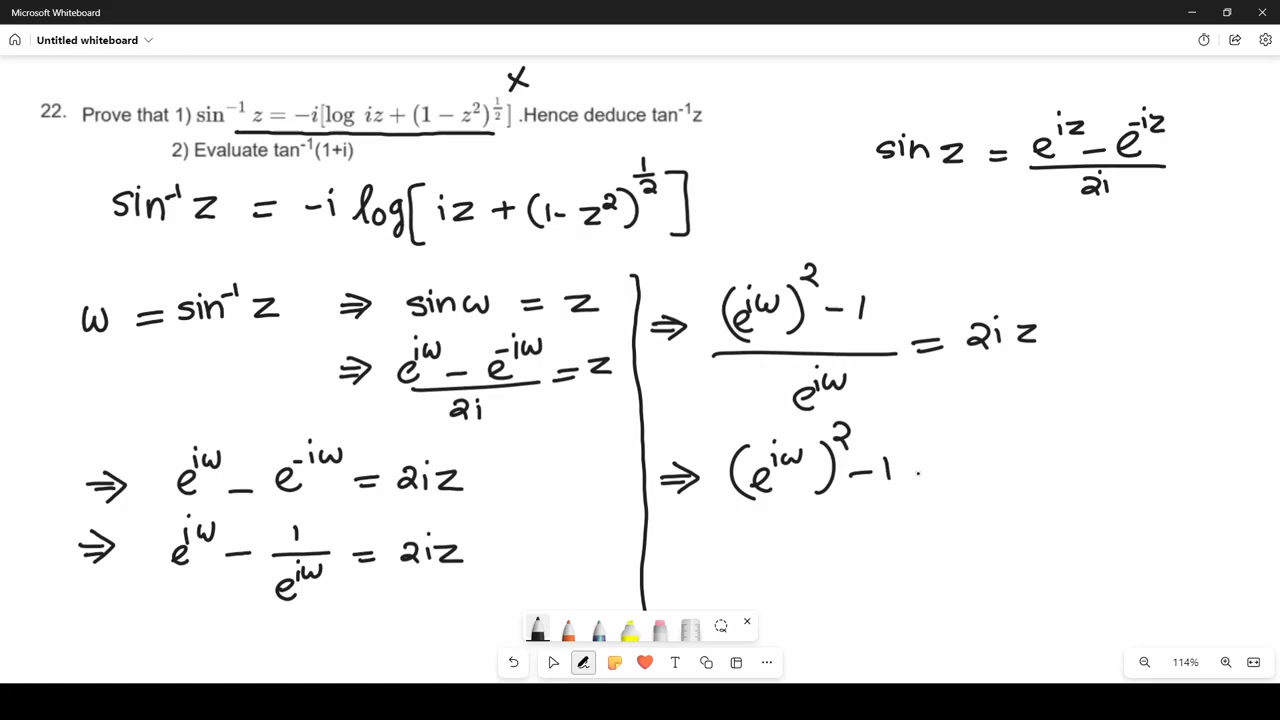 Microsoft Whiteboard
Untitled whiteboard
x
22. Prove that 1) sin⁻¹ z = −i[log iz + (1 − z²)^½] .Hence deduce tan⁻¹z
2) Evaluate tan⁻¹(1+i)
sin z = (e^{iz} − e^{−iz}) / 2i
sin⁻¹ z = −i log[iz + (1 − z²)^{1/2}]
ω = sin⁻¹ z ⇒ sin ω = z
⇒ (e^{iω} − e^{−iω}) / 2i = z
⇒ e^{iω} − e^{−iω} = 2iz
⇒ e^{iω} − 1/e^{iω} = 2iz
⇒ ((e^{iω})² − 1) / e^{iω} = 2iz
⇒ (e^{iω})² − 1
114%